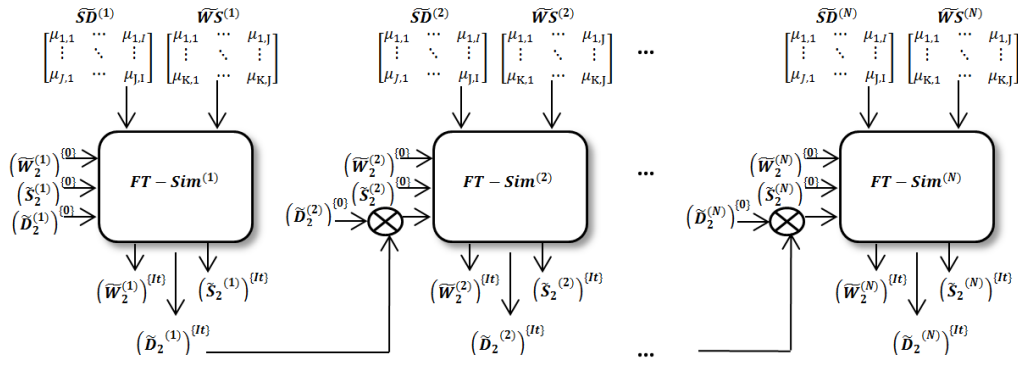 S̃D̃⁽¹⁾ W̃S̃⁽¹⁾ S̃D̃⁽²⁾ W̃S̃⁽²⁾ S̃D̃⁽ᴺ⁾ W̃S̃⁽ᴺ⁾
[μ₁,₁ ⋯ μ₁,I] [μ₁,₁ ⋯ μ₁,J] [μ₁,₁ ⋯ μ₁,I] [μ₁,₁ ⋯ μ₁,J] [μ₁,₁ ⋯ μ₁,I] [μ₁,₁ ⋯ μ₁,J]
[⋮ ⋱ ⋮] [⋮ ⋱ ⋮] [⋮ ⋱ ⋮] [⋮ ⋱ ⋮] ... [⋮ ⋱ ⋮] [⋮ ⋱ ⋮]
[μJ,1 ⋯ μJ,I] [μK,1 ⋯ μK,J] [μJ,1 ⋯ μJ,I] [μK,1 ⋯ μK,J] [μJ,1 ⋯ μJ,I] [μK,1 ⋯ μK,J]
(W̃₂⁽¹⁾)^{0} (W̃₂⁽²⁾)^{0} (W̃₂⁽ᴺ⁾)^{0}
FT − Sim⁽¹⁾ FT − Sim⁽²⁾ ... FT − Sim⁽ᴺ⁾
(S̃₂⁽¹⁾)^{0} (S̃₂⁽²⁾)^{0} (S̃₂⁽ᴺ⁾)^{0}
(D̃₂⁽¹⁾)^{0} (D̃₂⁽²⁾)^{0} (D̃₂⁽ᴺ⁾)^{0}
(W̃₂⁽¹⁾)^{It} (S̃₂⁽¹⁾)^{It} (W̃₂⁽²⁾)^{It} (S̃₂⁽²⁾)^{It} (W̃₂⁽ᴺ⁾)^{It} (S̃₂⁽ᴺ⁾)^{It}
(D̃₂⁽¹⁾)^{It} (D̃₂⁽²⁾)^{It} ... (D̃₂⁽ᴺ⁾)^{It}